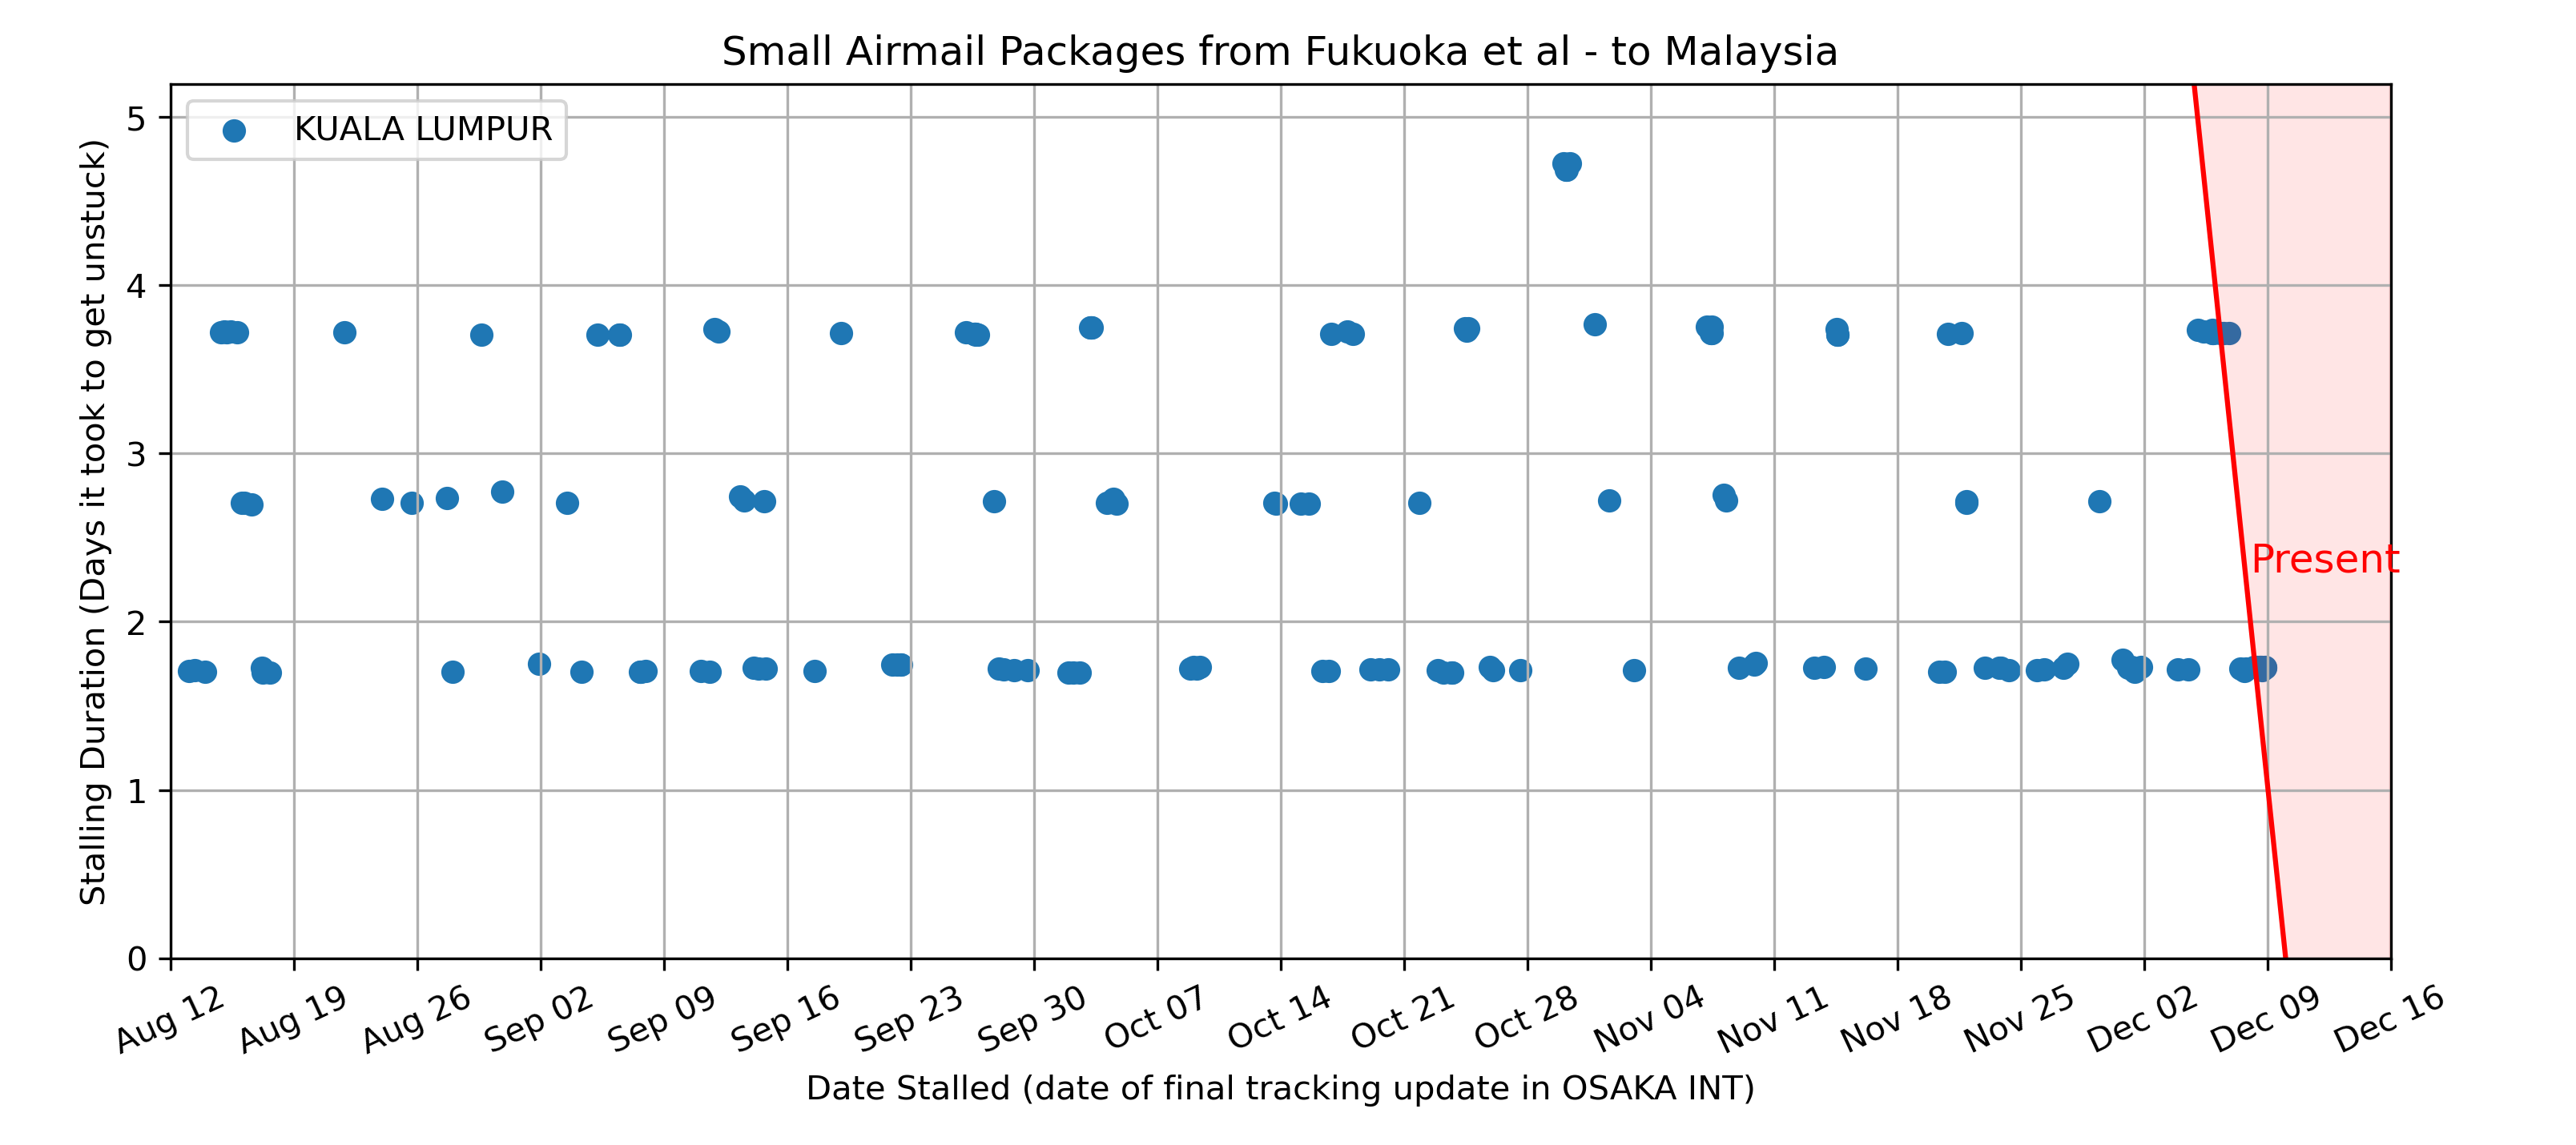 Small Airmail Packages from Fukuoka et al - to Malaysia
KUALA LUMPUR
Stalling Duration (Days it took to get unstuck)
5
4
3
2
1
0
Present
Aug 12
Aug 19
Aug 26
Sep 02
Sep 09
Sep 16
Sep 23
Sep 30
Oct 07
Oct 14
Oct 21
Oct 28
Nov 04
Nov 11
Nov 18
Nov 25
Dec 02
Dec 09
Dec 16
Date Stalled (date of final tracking update in OSAKA INT)